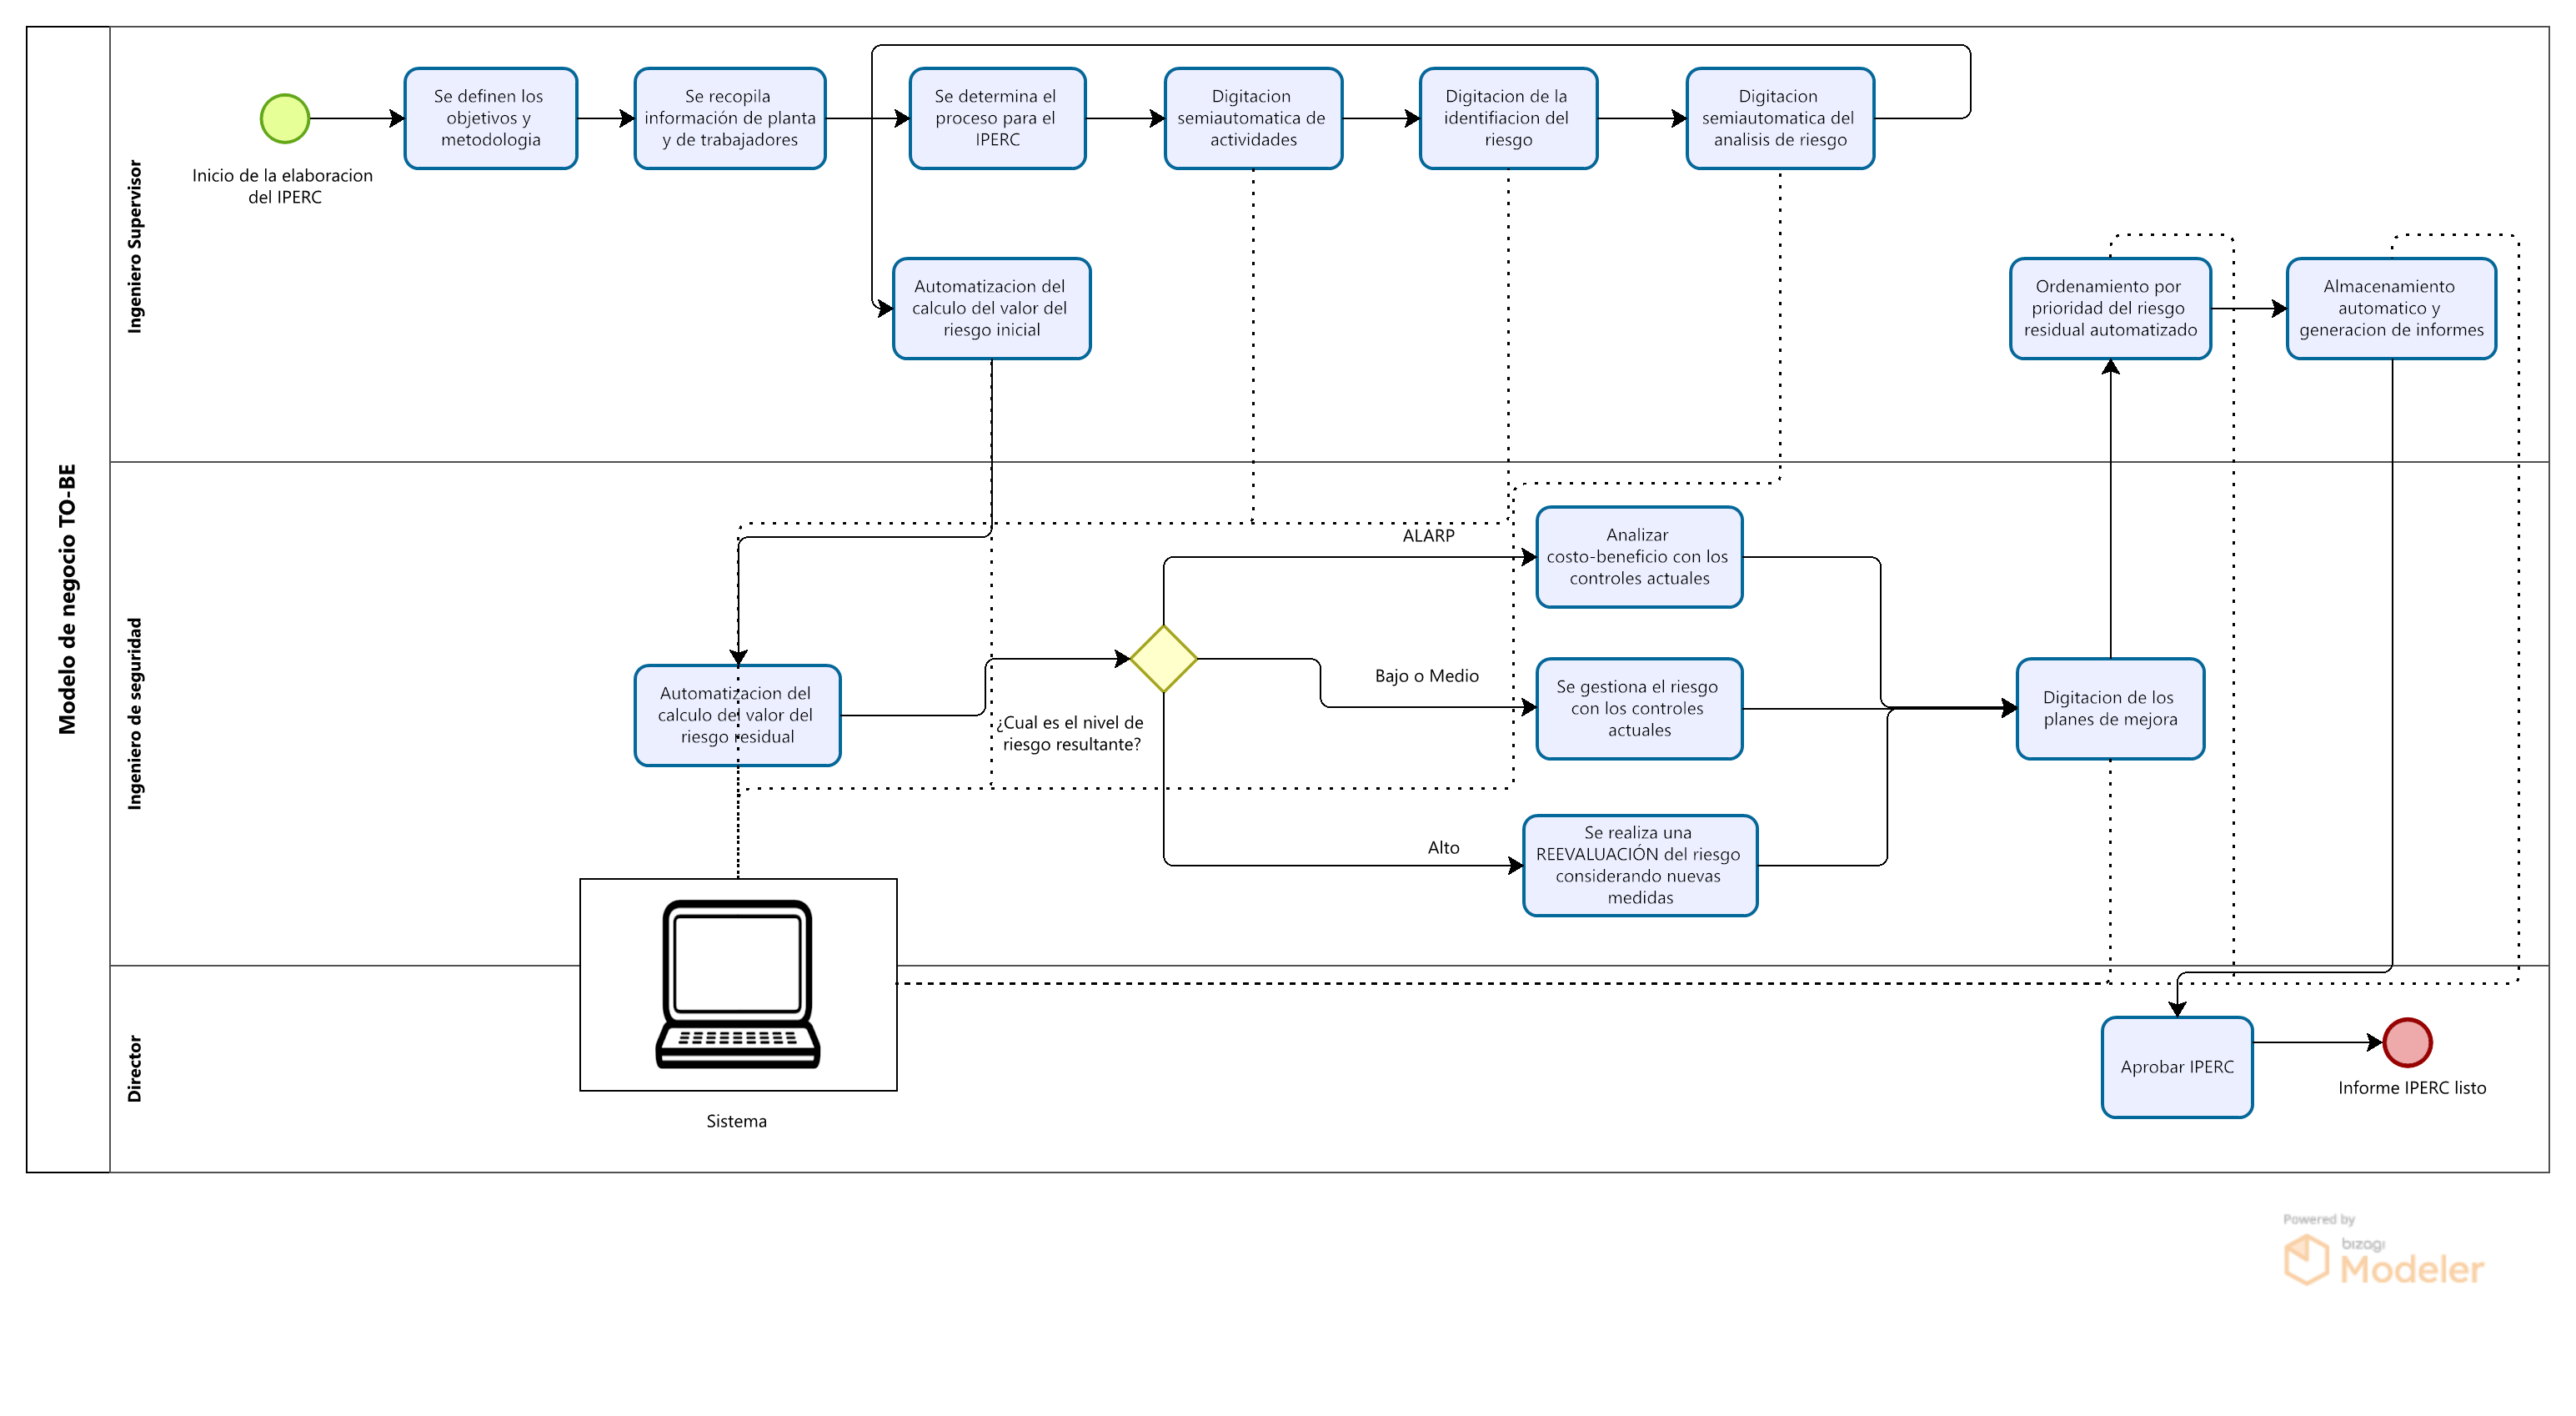 Modelo de negocio TO-BE
Ingeniero Supervisor
Inicio de la elaboracion
del IPERC
Se definen los
objetivos y
metodologia
Se recopila
información de planta
y de trabajadores
Se determina el
proceso para el
IPERC
Digitacion
semiautomatica de
actividades
Digitacion de la
identifiacion del
riesgo
Digitacion
semiautomatica del
analisis de riesgo
Automatizacion del
calculo del valor del
riesgo inicial
Ordenamiento por
prioridad del riesgo
residual automatizado
Almacenamiento
automatico y
generacion de informes
Ingeniero de seguridad
Automatizacion del
calculo del valor del
riesgo residual
¿Cual es el nivel de
riesgo resultante?
ALARP
Analizar
costo-beneficio con los
controles actuales
Bajo o Medio
Se gestiona el riesgo
con los controles
actuales
Alto
Se realiza una
REEVALUACIÓN del riesgo
considerando nuevas
medidas
Digitacion de los
planes de mejora
Director
Sistema
Aprobar IPERC
Informe IPERC listo
Powered by
bizagi
Modeler